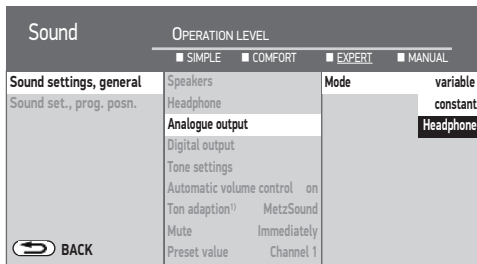 Sound
OPERATION LEVEL
■ SIMPLE ■ COMFORT ■ EXPERT ■ MANUAL
Sound settings, general
Sound set., prog. posn.
Speakers
Headphone
Analogue output
Digital output
Tone settings
Automatic volume control on
Ton adaption¹⁾ MetzSound
Mute Immediately
Preset value Channel 1
Mode variable
constant
Headphone
BACK